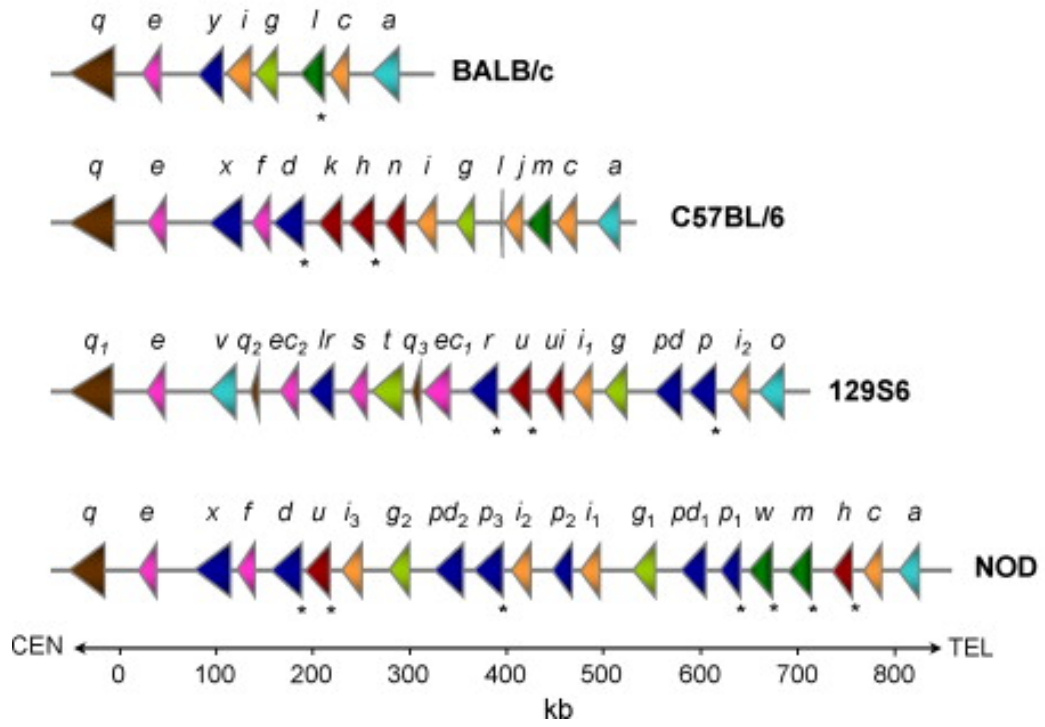 q e y i g l c a
BALB/c
*
q e x f d k h n i g l j m c a
C57BL/6
* *
q1 e v q2 ec2 lr s t q3 ec1 r u ui i1 g pd p i2 o
129S6
* * *
q e x f d u i3 g2 pd2 p3 i2 p2 i1 g1 pd1 p1 w m h c a
NOD
* * * * * * *
CEN TEL
0 100 200 300 400 500 600 700 800
kb